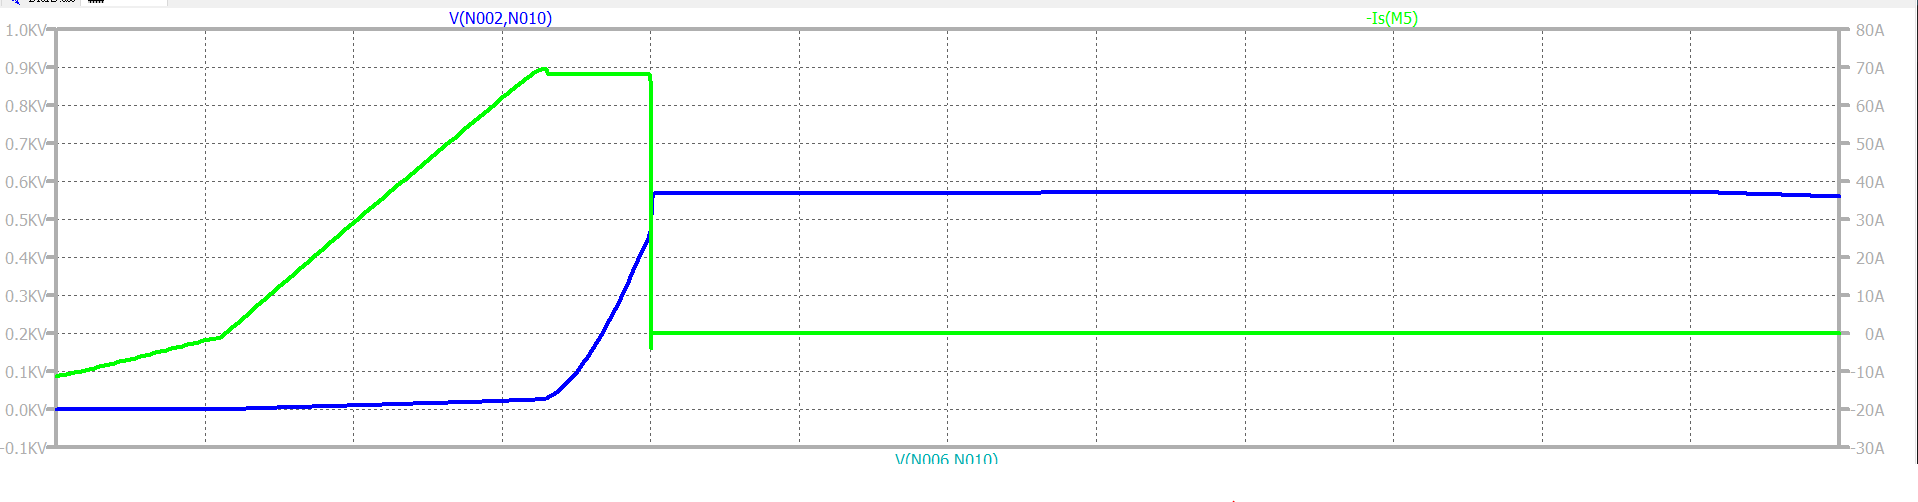 V(N002,N010) -Is(M5)
1.0KV 80A
0.9KV 70A
0.8KV 60A
0.7KV 50A
0.6KV 40A
0.5KV 30A
0.4KV 20A
0.3KV 10A
0.2KV 0A
0.1KV -10A
0.0KV -20A
-0.1KV -30A
V(N006,N010)